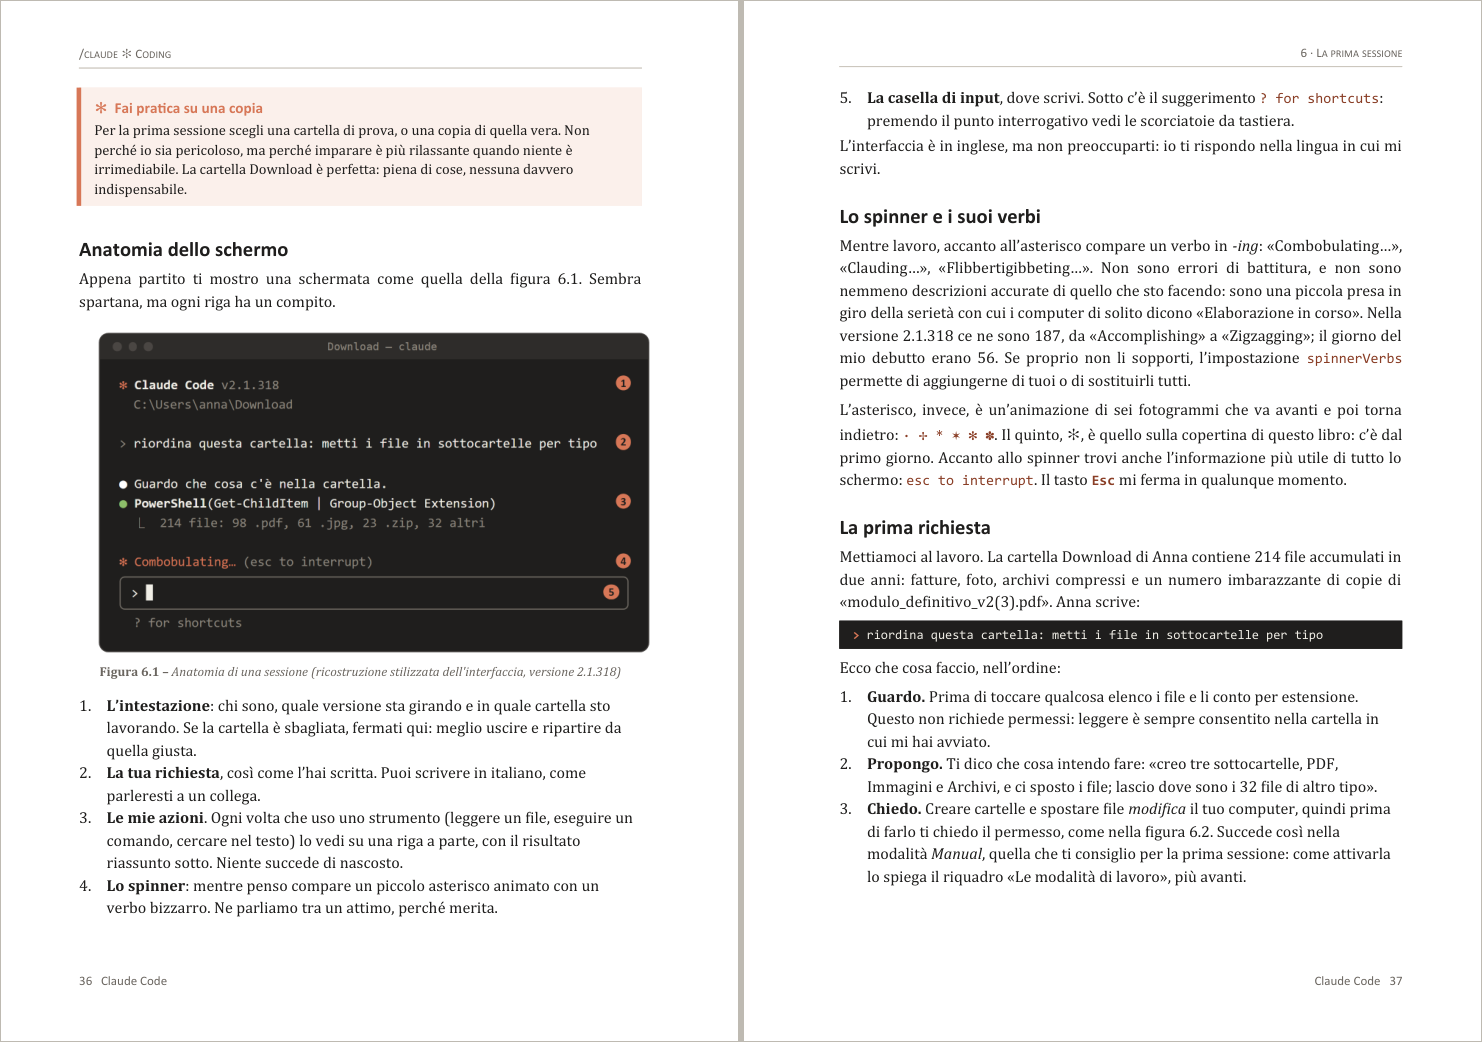 /CLAUDE ✻ CODING
✻ Fai pratica su una copia
Per la prima sessione scegli una cartella di prova, o una copia di quella vera. Non
perché io sia pericoloso, ma perché imparare è più rilassante quando niente è
irrimediabile. La cartella Download è perfetta: piena di cose, nessuna davvero
indispensabile.
Anatomia dello schermo
Appena partito ti mostro una schermata come quella della figura 6.1. Sembra
spartana, ma ogni riga ha un compito.
Download — claude
✻ Claude Code v2.1.318 1
C:\Users\anna\Download
> riordina questa cartella: metti i file in sottocartelle per tipo 2
● Guardo che cosa c'è nella cartella.
● PowerShell(Get-ChildItem | Group-Object Extension) 3
⎿ 214 file: 98 .pdf, 61 .jpg, 23 .zip, 32 altri
✻ Combobulating… (esc to interrupt) 4
> 5
? for shortcuts
Figura 6.1 – Anatomia di una sessione (ricostruzione stilizzata dell'interfaccia, versione 2.1.318)
1. L'intestazione: chi sono, quale versione sta girando e in quale cartella sto
lavorando. Se la cartella è sbagliata, fermati qui: meglio uscire e ripartire da
quella giusta.
2. La tua richiesta, così come l'hai scritta. Puoi scrivere in italiano, come
parleresti a un collega.
3. Le mie azioni. Ogni volta che uso uno strumento (leggere un file, eseguire un
comando, cercare nel testo) lo vedi su una riga a parte, con il risultato
riassunto sotto. Niente succede di nascosto.
4. Lo spinner: mentre penso compare un piccolo asterisco animato con un
verbo bizzarro. Ne parliamo tra un attimo, perché merita.
36 Claude Code
6 · LA PRIMA SESSIONE
5. La casella di input, dove scrivi. Sotto c'è il suggerimento ? for shortcuts:
premendo il punto interrogativo vedi le scorciatoie da tastiera.
L'interfaccia è in inglese, ma non preoccuparti: io ti rispondo nella lingua in cui mi
scrivi.
Lo spinner e i suoi verbi
Mentre lavoro, accanto all'asterisco compare un verbo in -ing: «Combobulating…»,
«Clauding…», «Flibbertigibbeting…». Non sono errori di battitura, e non sono
nemmeno descrizioni accurate di quello che sto facendo: sono una piccola presa in
giro della serietà con cui i computer di solito dicono «Elaborazione in corso». Nella
versione 2.1.318 ce ne sono 187, da «Accomplishing» a «Zigzagging»; il giorno del
mio debutto erano 56. Se proprio non li sopporti, l'impostazione spinnerVerbs
permette di aggiungerne di tuoi o di sostituirli tutti.
L'asterisco, invece, è un'animazione di sei fotogrammi che va avanti e poi torna
indietro: · ✢ * ✶ ✻ ✽. Il quinto, ✻, è quello sulla copertina di questo libro: c'è dal
primo giorno. Accanto allo spinner trovi anche l'informazione più utile di tutto lo
schermo: esc to interrupt. Il tasto Esc mi ferma in qualunque momento.
La prima richiesta
Mettiamoci al lavoro. La cartella Download di Anna contiene 214 file accumulati in
due anni: fatture, foto, archivi compressi e un numero imbarazzante di copie di
«modulo_definitivo_v2(3).pdf». Anna scrive:
> riordina questa cartella: metti i file in sottocartelle per tipo
Ecco che cosa faccio, nell'ordine:
1. Guardo. Prima di toccare qualcosa elenco i file e li conto per estensione.
Questo non richiede permessi: leggere è sempre consentito nella cartella in
cui mi hai avviato.
2. Propongo. Ti dico che cosa intendo fare: «creo tre sottocartelle, PDF,
Immagini e Archivi, e ci sposto i file; lascio dove sono i 32 file di altro tipo».
3. Chiedo. Creare cartelle e spostare file modifica il tuo computer, quindi prima
di farlo ti chiedo il permesso, come nella figura 6.2. Succede così nella
modalità Manual, quella che ti consiglio per la prima sessione: come attivarla
lo spiega il riquadro «Le modalità di lavoro», più avanti.
Claude Code 37